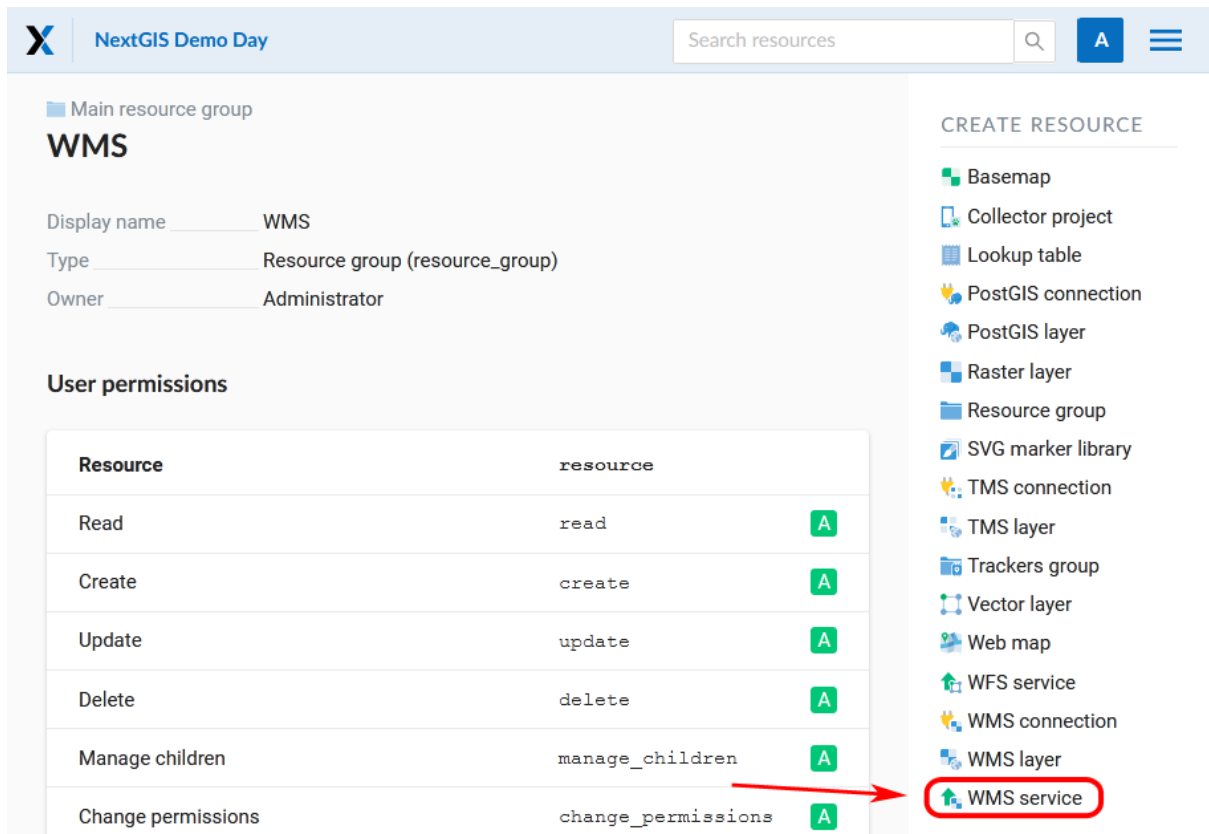 NextGIS Demo Day
Search resources
A
Main resource group
WMS
Display name WMS
Type Resource group (resource_group)
Owner Administrator
User permissions
Resource resource
Read read A
Create create A
Update update A
Delete delete A
Manage children manage_children A
Change permissions change_permissions A
CREATE RESOURCE
Basemap
Collector project
Lookup table
PostGIS connection
PostGIS layer
Raster layer
Resource group
SVG marker library
TMS connection
TMS layer
Trackers group
Vector layer
Web map
WFS service
WMS connection
WMS layer
WMS service